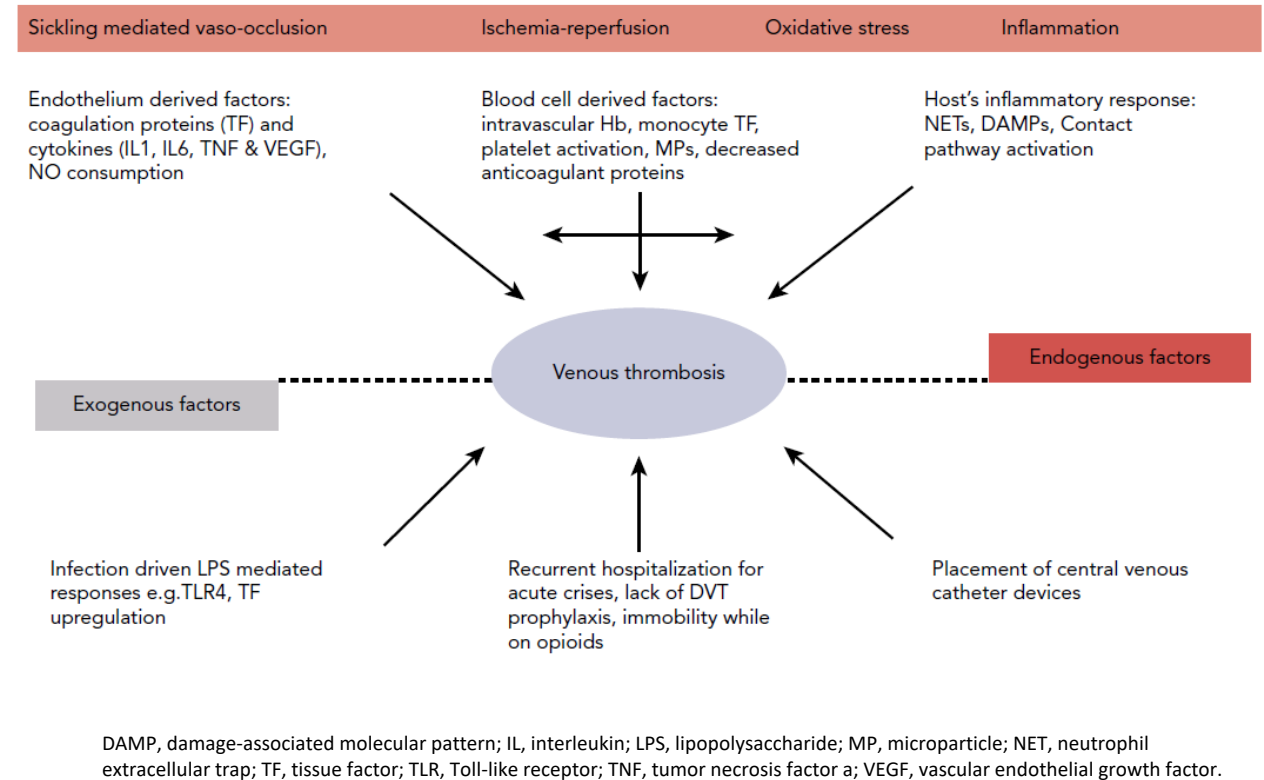 Sickling mediated vaso-occlusion
Ischemia-reperfusion
Oxidative stress
Inflammation
Endothelium derived factors:
coagulation proteins (TF) and
cytokines (IL1, IL6, TNF & VEGF),
NO consumption
Blood cell derived factors:
intravascular Hb, monocyte TF,
platelet activation, MPs, decreased
anticoagulant proteins
Host's inflammatory response:
NETs, DAMPs, Contact
pathway activation
Venous thrombosis
Endogenous factors
Exogenous factors
Infection driven LPS mediated
responses e.g.TLR4, TF
upregulation
Recurrent hospitalization for
acute crises, lack of DVT
prophylaxis, immobility while
on opioids
Placement of central venous
catheter devices
DAMP, damage-associated molecular pattern; IL, interleukin; LPS, lipopolysaccharide; MP, microparticle; NET, neutrophil
extracellular trap; TF, tissue factor; TLR, Toll-like receptor; TNF, tumor necrosis factor a; VEGF, vascular endothelial growth factor.